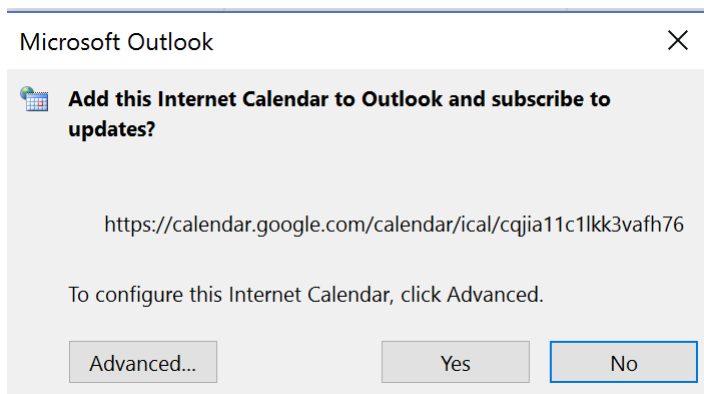 Microsoft Outlook
Add this Internet Calendar to Outlook and subscribe to
updates?
https://calendar.google.com/calendar/ical/cqjia11c1lkk3vafh76
To configure this Internet Calendar, click Advanced.
Advanced... Yes No